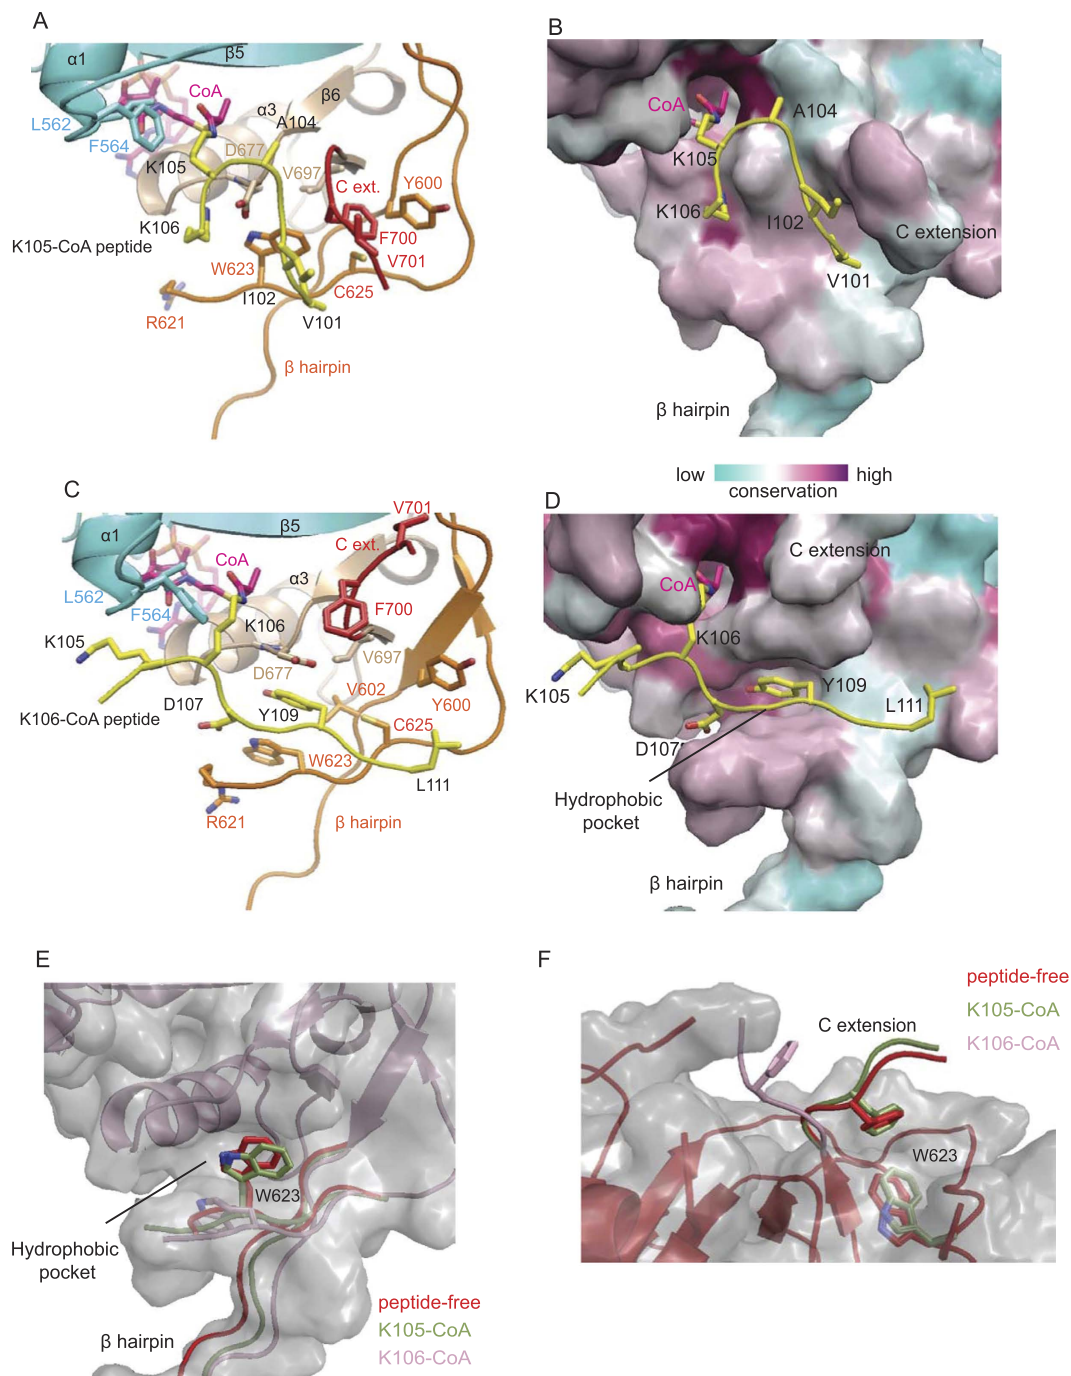 A
α1
β5
CoA
L562
F564
α3
β6
A104
K105
D677
V697
C ext.
Y600
K106
K105-CoA peptide
F700
W623
V701
I102
C625
R621
V101
β hairpin
B
CoA
A104
K105
K106
I102
C extension
V101
β hairpin
low
high
conservation
C
V701
α1
β5
C ext.
CoA
α3
L562
F564
F700
K105
K106
V697
D677
D107
V602
Y600
K106-CoA peptide
Y109
C625
W623
L111
R621
β hairpin
D
C extension
CoA
K106
K105
Y109
L111
D107
Hydrophobic
pocket
β hairpin
E
W623
Hydrophobic
pocket
peptide-free
K105-CoA
K106-CoA
β hairpin
F
peptide-free
K105-CoA
K106-CoA
C extension
W623